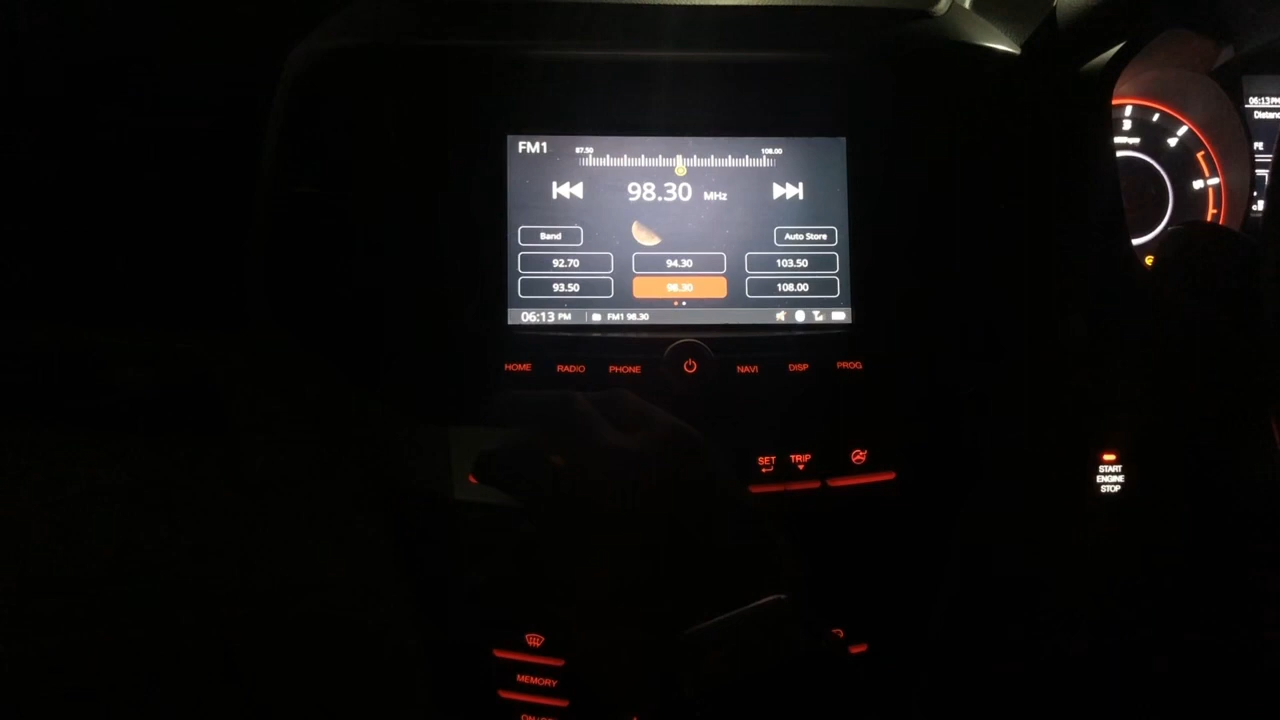 FM1
87.50
108.00
98.30 MHz
Band
Auto Store
92.70
94.30
103.50
93.50
98.30
108.00
06:13 PM
FM1 98.30
HOME
RADIO
PHONE
NAVI
DISP
PROG
SET
TRIP
START
ENGINE
STOP
MEMORY
3
4
06:13